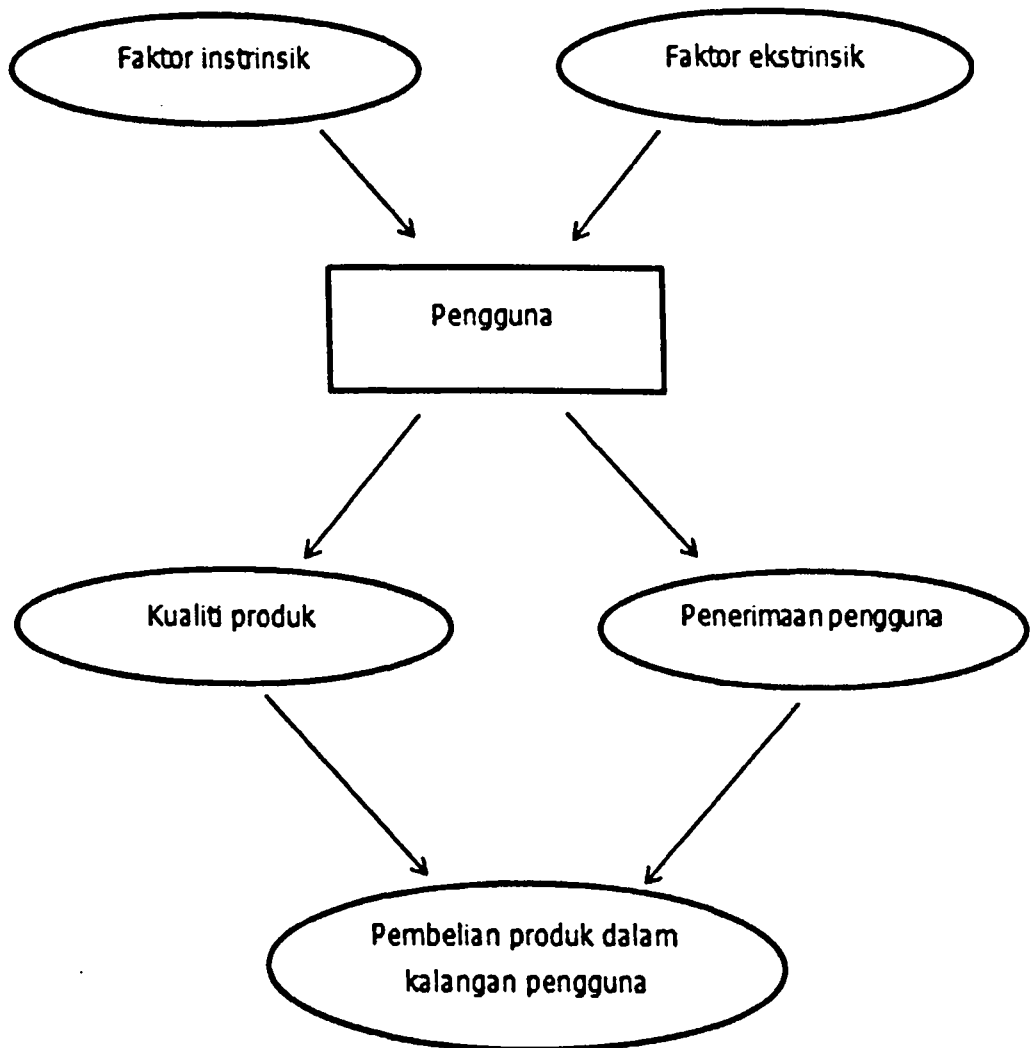 Faktor instrinsik
Faktor ekstrinsik
Pengguna
Kualiti produk
Penerimaan pengguna
Pembelian produk dalam
kalangan pengguna